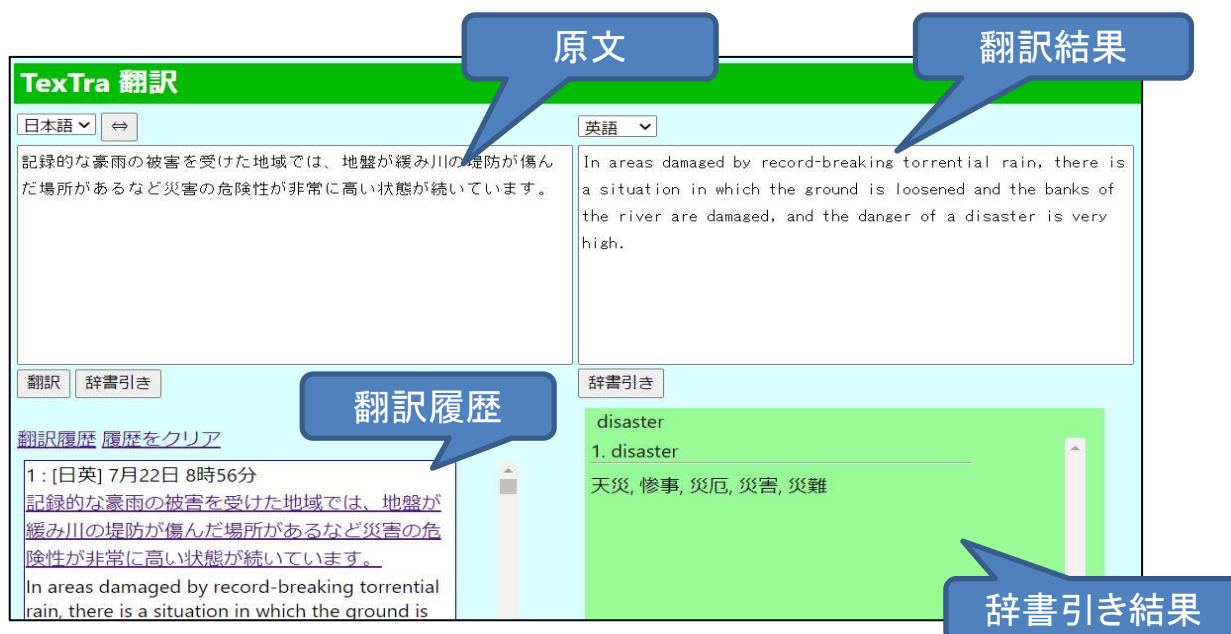 原文
翻訳結果
TexTra 翻訳
日本語
⇔
英語
記録的な豪雨の被害を受けた地域では、地盤が緩み川の堤防が傷ん
だ場所があるなど災害の危険性が非常に高い状態が続いています。
In areas damaged by record-breaking torrential rain, there is
a situation in which the ground is loosened and the banks of
the river are damaged, and the danger of a disaster is very
high.
翻訳 辞書引き
辞書引き
翻訳履歴
翻訳履歴 履歴をクリア
1 : [日英] 7月22日 8時56分
記録的な豪雨の被害を受けた地域では、地盤が
緩み川の堤防が傷んだ場所があるなど災害の危
険性が非常に高い状態が続いています。
In areas damaged by record-breaking torrential
rain, there is a situation in which the ground is
disaster
1. disaster
天災, 惨事, 災厄, 災害, 災難
辞書引き結果